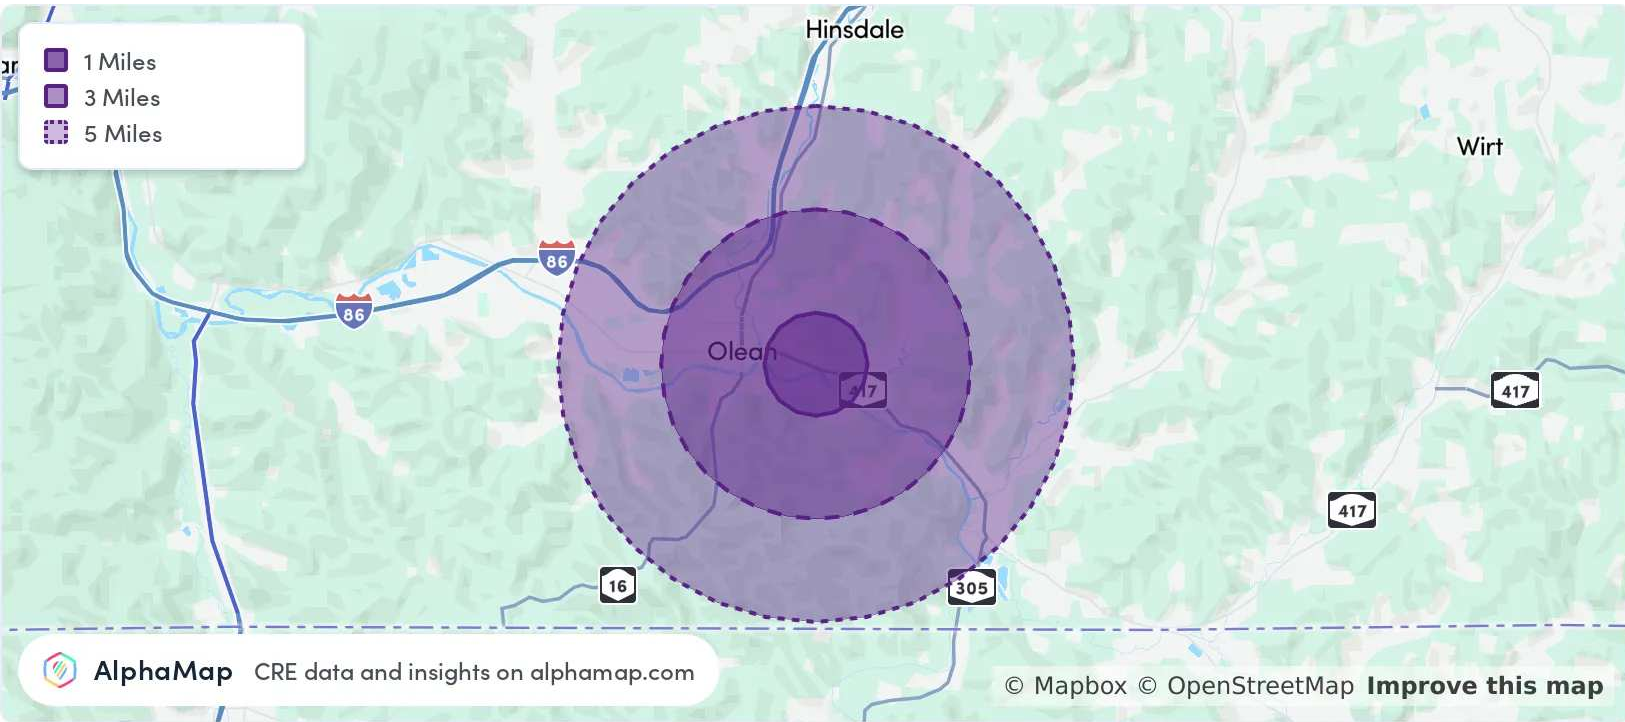 Hinsdale
1 Miles
3 Miles
5 Miles
Wirt
86
86
Olean
417
417
417
16
305
AlphaMap CRE data and insights on alphamap.com
© Mapbox © OpenStreetMap Improve this map